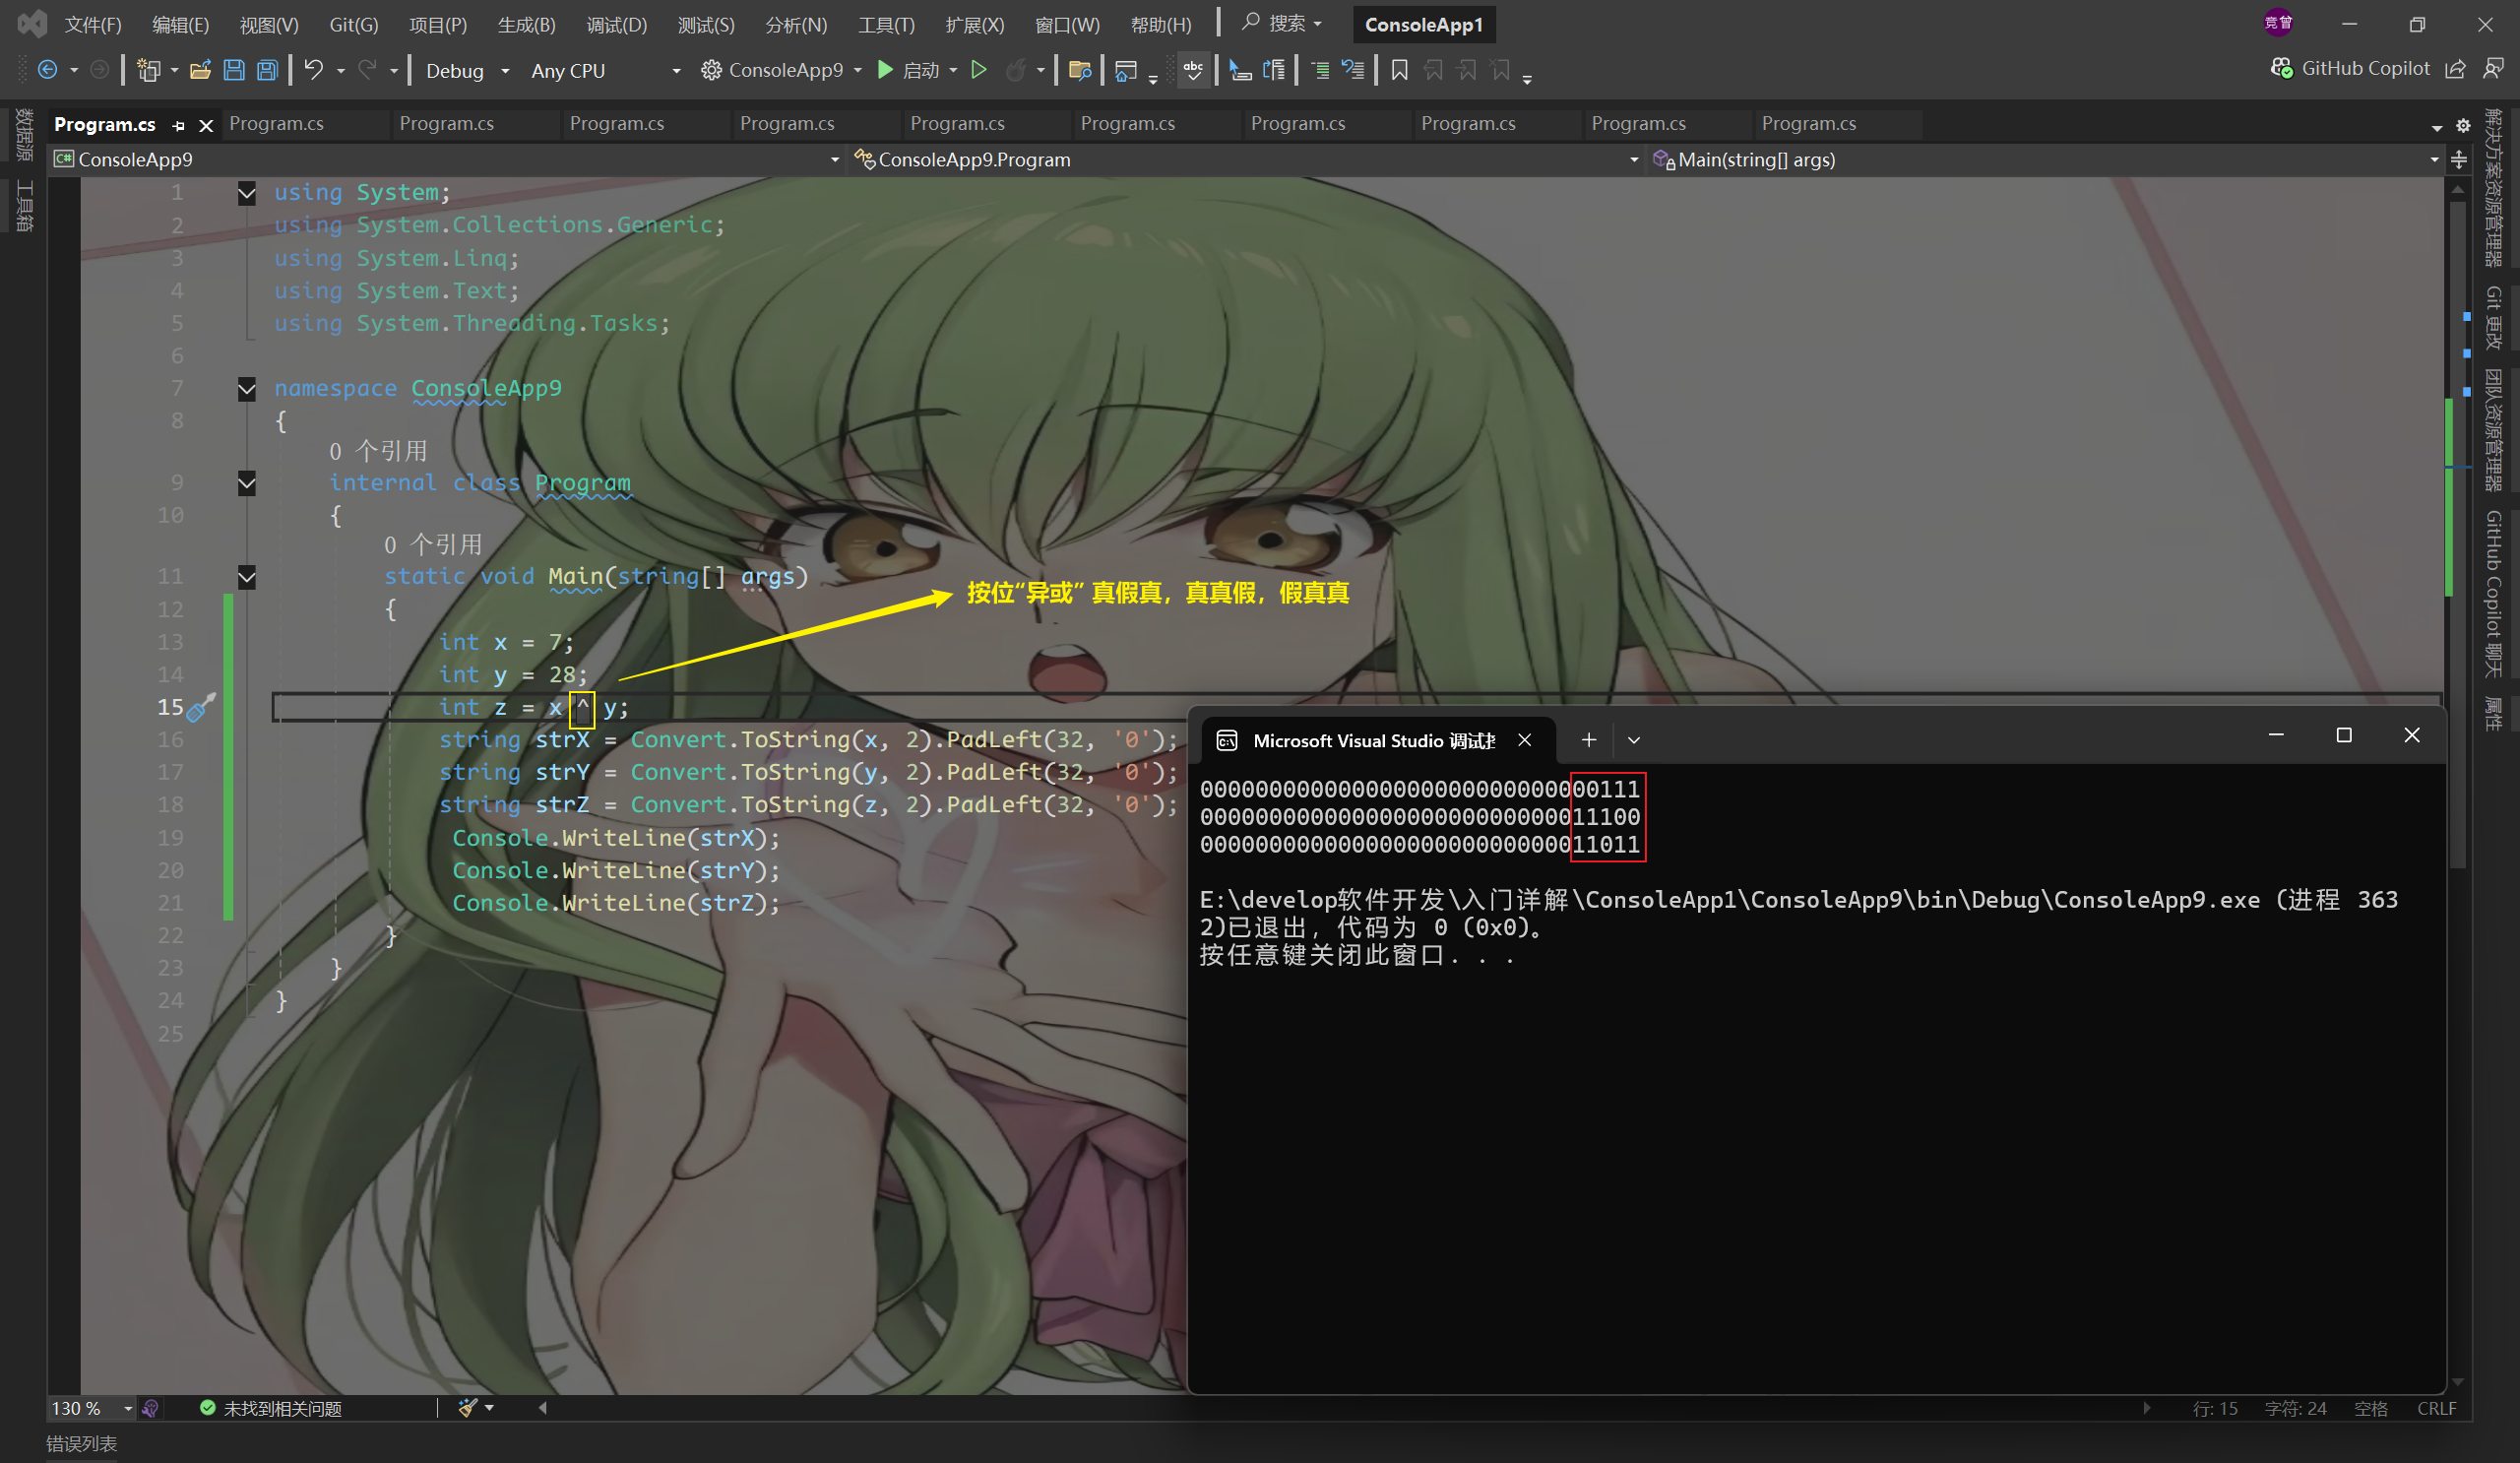 文件(F) 编辑(E) 视图(V) Git(G) 项目(P) 生成(B) 调试(D) 测试(S) 分析(N) 工具(T) 扩展(X) 窗口(W) 帮助(H) 搜索 ConsoleApp1 竞曾
Debug Any CPU ConsoleApp9 启动 abc GitHub Copilot
数据源
工具箱
Program.cs Program.cs Program.cs Program.cs Program.cs Program.cs Program.cs Program.cs Program.cs Program.cs Program.cs
C# ConsoleApp9 ConsoleApp9.Program Main(string[] args)
1 using System;
2 using System.Collections.Generic;
3 using System.Linq;
4 using System.Text;
5 using System.Threading.Tasks;
6
7 namespace ConsoleApp9
8 {
0 个引用
9 internal class Program
10 {
0 个引用
11 static void Main(string[] args)
12 {
13 int x = 7;
14 int y = 28;
15 int z = x ^ y;
16 string strX = Convert.ToString(x, 2).PadLeft(32, '0');
17 string strY = Convert.ToString(y, 2).PadLeft(32, '0');
18 string strZ = Convert.ToString(z, 2).PadLeft(32, '0');
19 Console.WriteLine(strX);
20 Console.WriteLine(strY);
21 Console.WriteLine(strZ);
22 }
23 }
24 }
25
按位“异或” 真假真，真真假，假真真
Microsoft Visual Studio 调试
00000000000000000000000000000111
00000000000000000000000000011100
00000000000000000000000000011011
E:\develop软件开发\入门详解\ConsoleApp1\ConsoleApp9\bin\Debug\ConsoleApp9.exe (进程 363
2)已退出，代码为 0 (0x0)。
按任意键关闭此窗口. . .
解决方案资源管理器
Git 更改
团队资源管理器
GitHub Copilot 聊天
属性
130 % 未找到相关问题 行: 15 字符: 24 空格 CRLF
错误列表